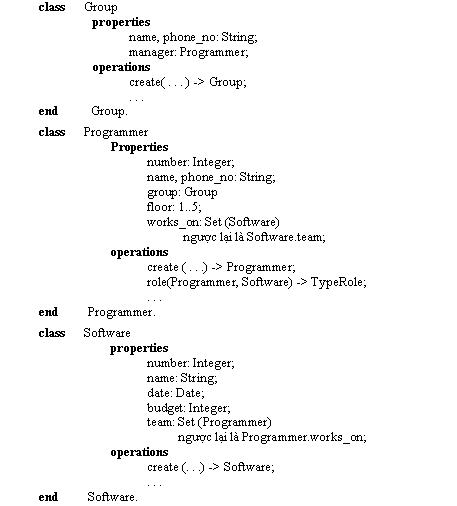 class Group
properties
name, phone_no: String;
manager: Programmer;
operations
create( . . . ) -> Group;
. . .
end Group.
class Programmer
Properties
number: Integer;
name, phone_no: String;
group: Group
floor: 1..5;
works_on: Set (Software)
ngược lại là Software.team;
operations
create ( . . .) -> Programmer;
role(Programmer, Software) -> TypeRole;
. . .
end Programmer.
class Software
properties
number: Integer;
name: String;
date: Date;
budget: Integer;
team: Set (Programmer)
ngược lại là Programmer.works_on;
operations
create (. . .) -> Software;
. . .
end Software.